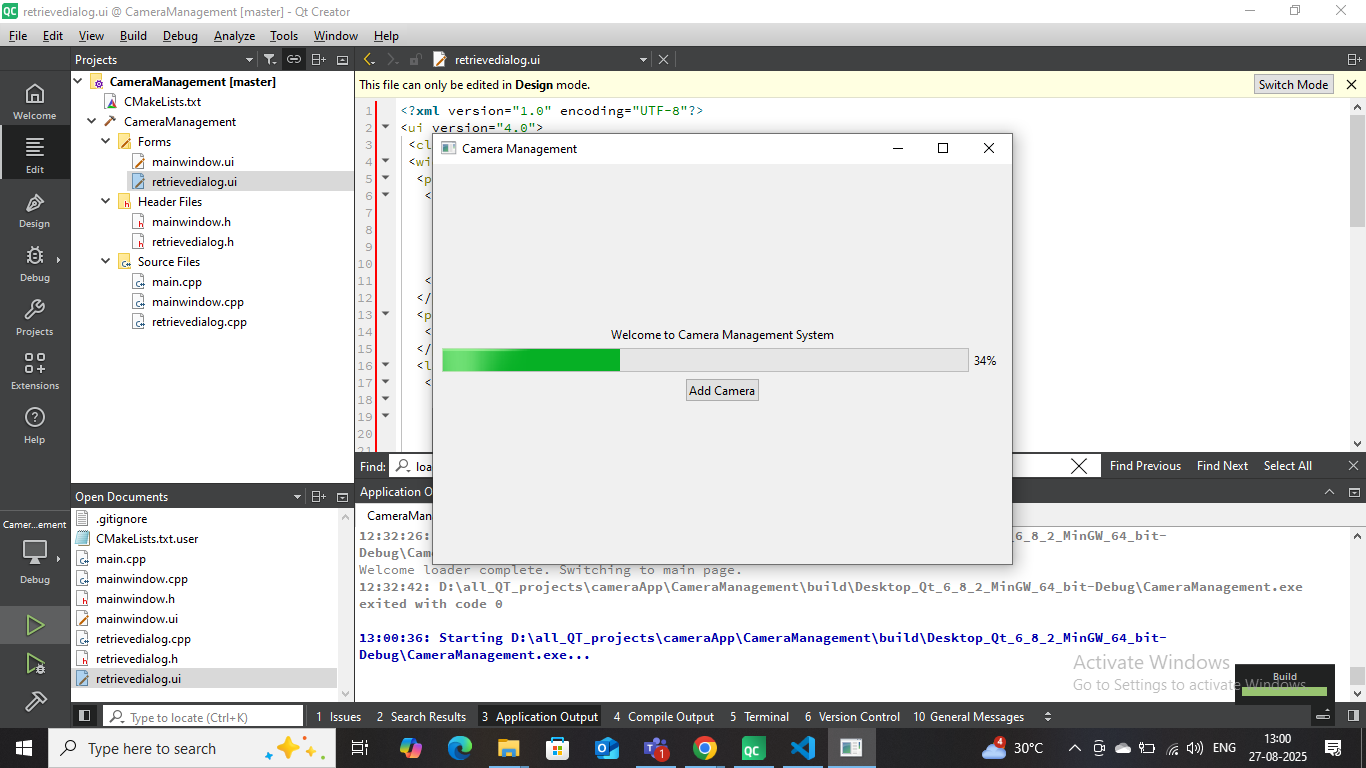 retrievedialog.ui @ CameraManagement [master] - Qt Creator
File Edit View Build Debug Analyze Tools Window Help
Projects
retrievedialog.ui
Welcome
Edit
Design
Debug
Projects
Extensions
Help
Camer...ement
Debug
CameraManagement [master]
CMakeLists.txt
CameraManagement
Forms
mainwindow.ui
retrievedialog.ui
Header Files
mainwindow.h
retrievedialog.h
Source Files
main.cpp
mainwindow.cpp
retrievedialog.cpp
Open Documents
.gitignore
CMakeLists.txt.user
main.cpp
mainwindow.cpp
mainwindow.h
mainwindow.ui
retrievedialog.cpp
retrievedialog.h
retrievedialog.ui
This file can only be edited in Design mode.
Switch Mode
1 <?xml version="1.0" encoding="UTF-8"?>
2 <ui version="4.0">
3 <cl
4 <wi
5 <p
6 <
7
8
9
10
11 <
12 </
13 <p
14 <
15 </
16 <l
17 <
18
19
20
21
Camera Management
Welcome to Camera Management System
34%
Add Camera
Find: loa
Find Previous Find Next Select All
Application O
CameraMan
12:32:26: _6_8_2_MinGW_64_bit-
Debug\Came
Welcome loader complete. Switching to main page.
12:32:42: D:\all_QT_projects\cameraApp\CameraManagement\build\Desktop_Qt_6_8_2_MinGW_64_bit-Debug\CameraManagement.exe
exited with code 0
13:00:36: Starting D:\all_QT_projects\cameraApp\CameraManagement\build\Desktop_Qt_6_8_2_MinGW_64_bit-
Debug\CameraManagement.exe...
Activate Windows
Go to Settings to activate Windows.
Build
Type to locate (Ctrl+K)
1 Issues 2 Search Results 3 Application Output 4 Compile Output 5 Terminal 6 Version Control 10 General Messages
Type here to search
1
QC
4
30°C
ENG
13:00
27-08-2025